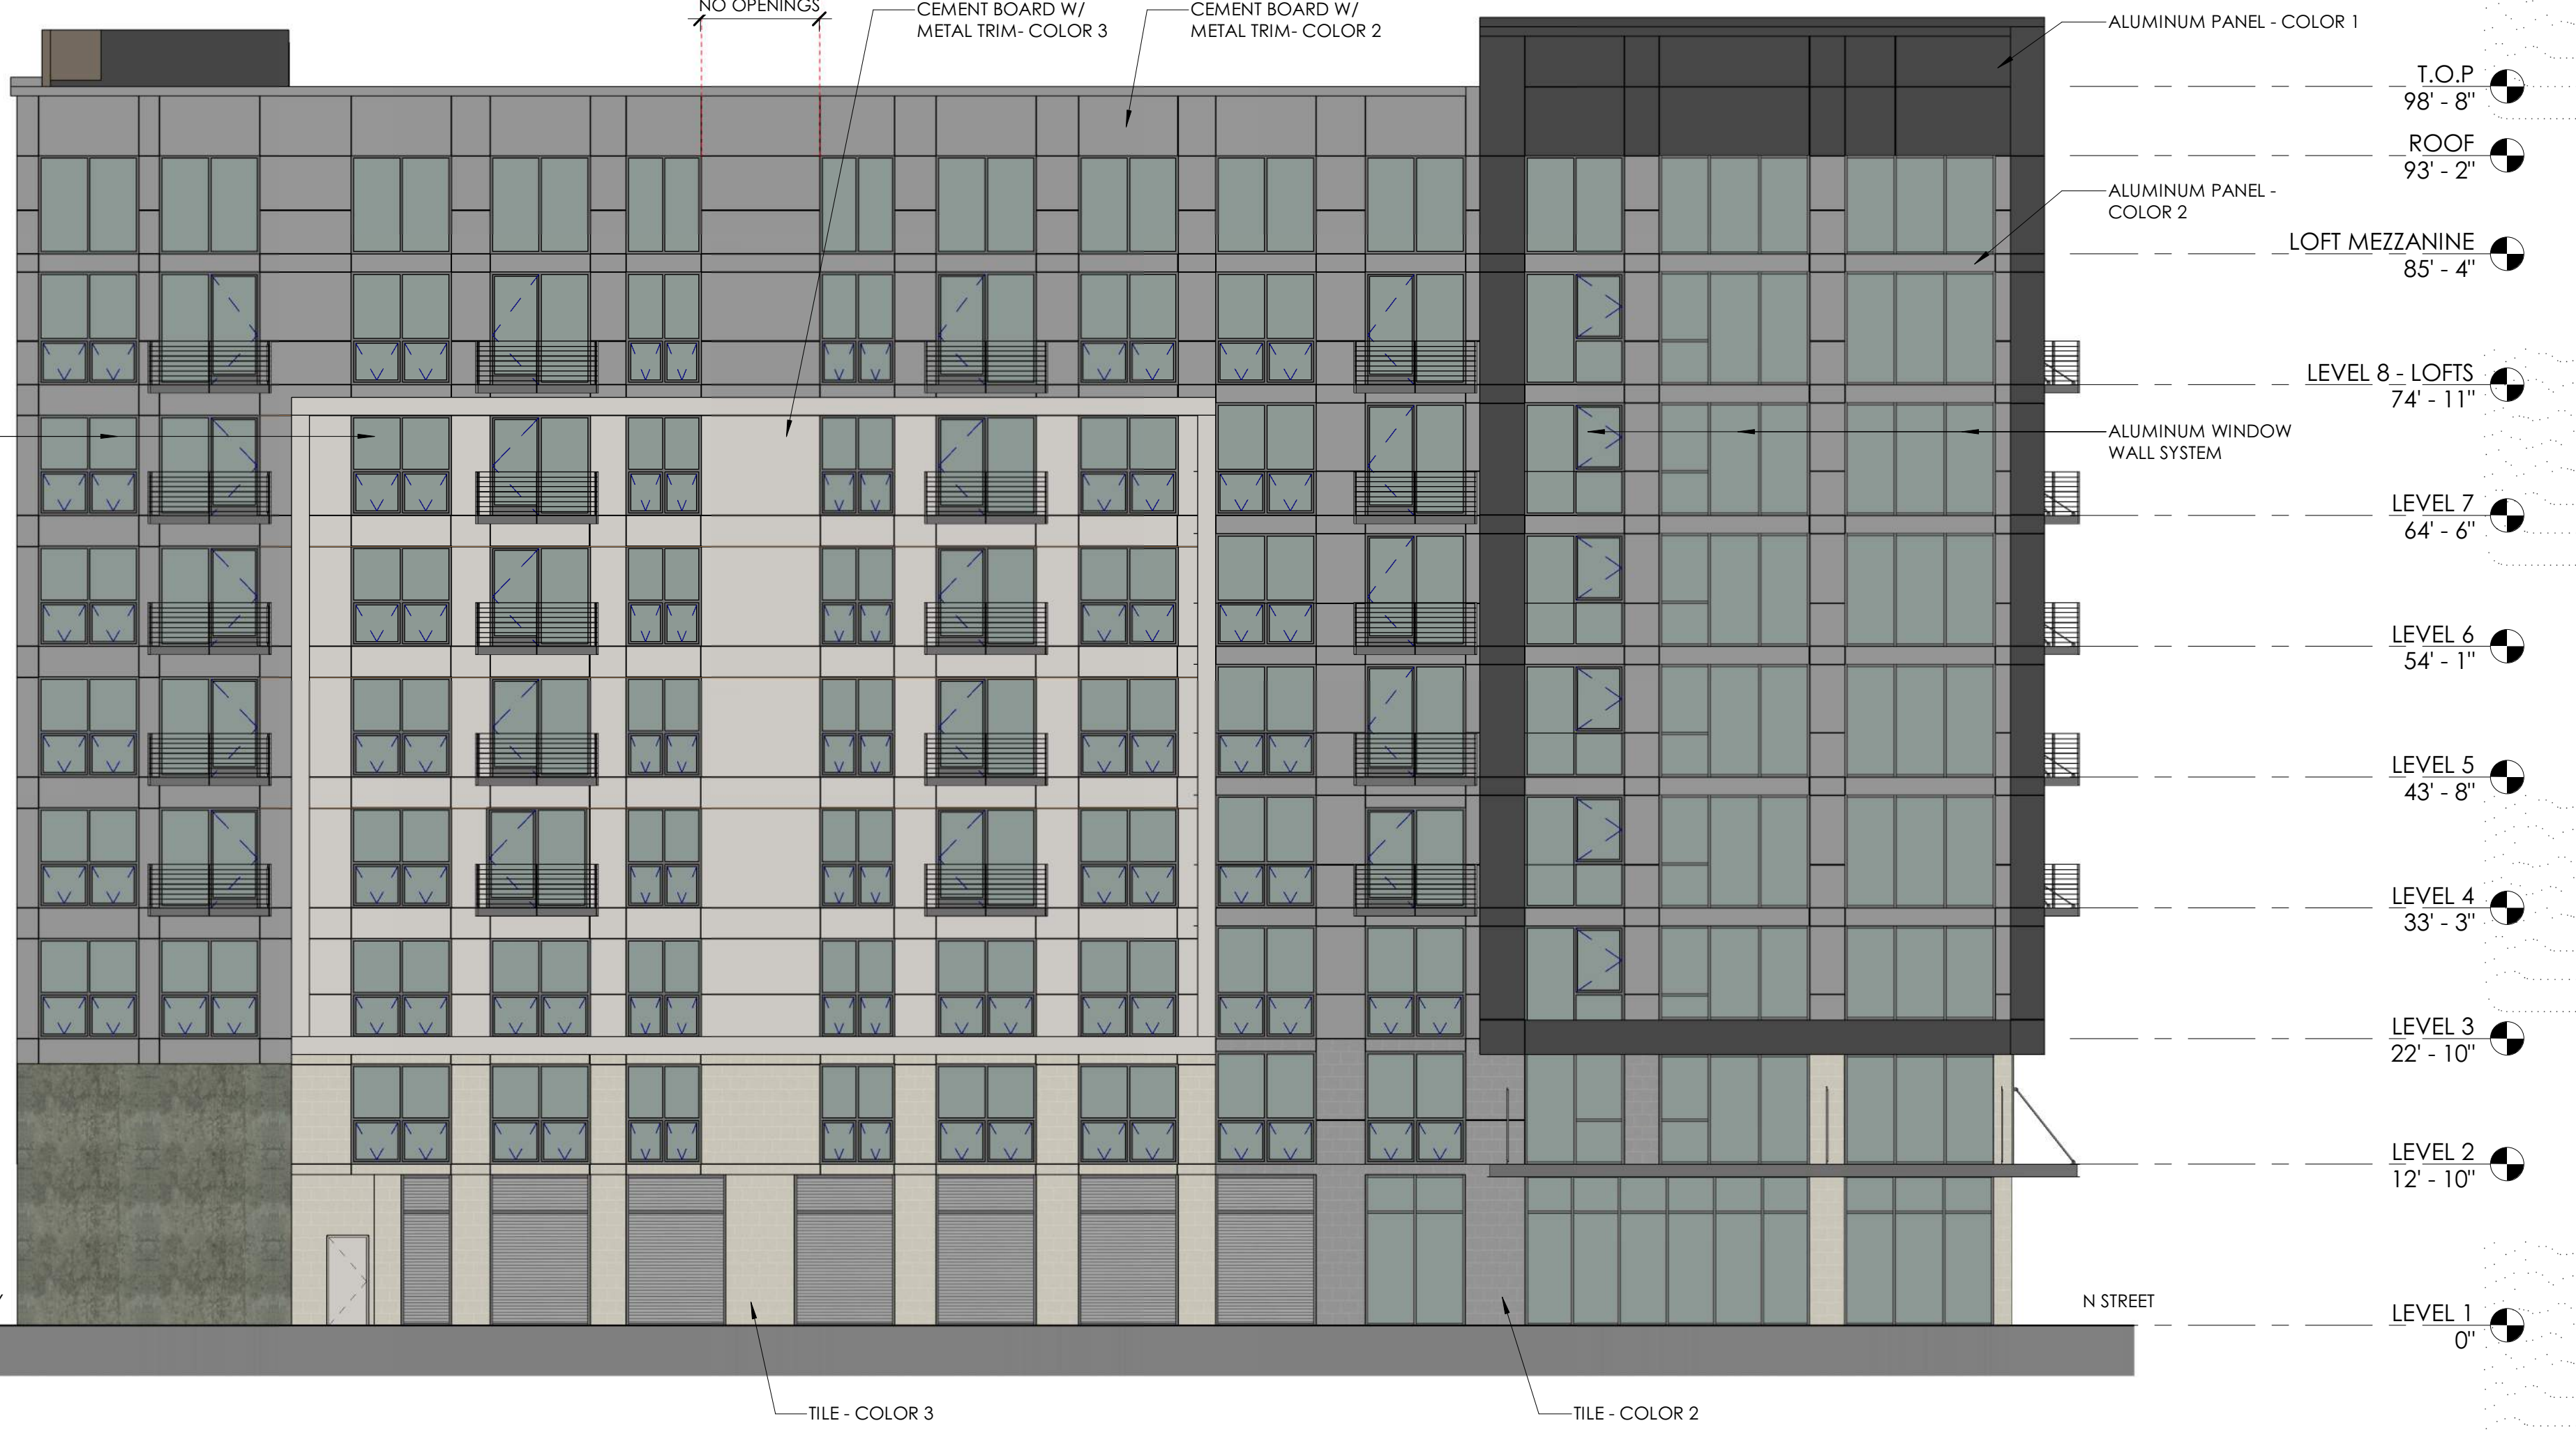 NO OPENINGS
CEMENT BOARD W/
METAL TRIM- COLOR 3
CEMENT BOARD W/
METAL TRIM- COLOR 2
ALUMINUM PANEL - COLOR 1
T.O.P
98' - 8"
ROOF
93' - 2"
ALUMINUM PANEL -
COLOR 2
LOFT MEZZANINE
85' - 4"
LEVEL 8 - LOFTS
74' - 11"
ALUMINUM WINDOW
WALL SYSTEM
LEVEL 7
64' - 6"
LEVEL 6
54' - 1"
LEVEL 5
43' - 8"
LEVEL 4
33' - 3"
LEVEL 3
22' - 10"
LEVEL 2
12' - 10"
N STREET
LEVEL 1
0"
TILE - COLOR 3
TILE - COLOR 2